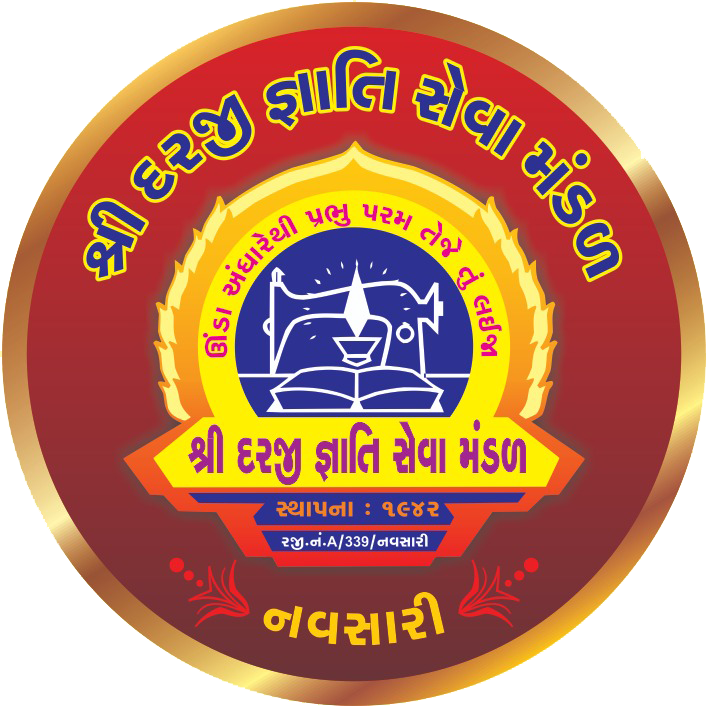 શ્રી દરજી જ્ઞાતિ સેવા મંડળ
ઊંડા અંધારેથી પ્રભુ પરમ તેજે તું લઈજા
શ્રી દરજી જ્ઞાતિ સેવા મંડળ
સ્થાપના : ૧૯૪૨
રજી.નં.A/339/નવસારી
નવસારી